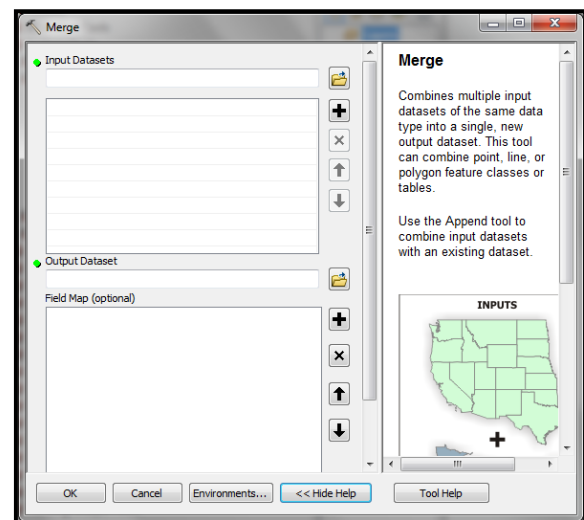 Merge
Input Datasets
Output Dataset
Field Map (optional)
OK
Cancel
Environments...
<< Hide Help
Tool Help
Merge
Combines multiple input
datasets of the same data
type into a single, new
output dataset. This tool
can combine point, line, or
polygon feature classes or
tables.
Use the Append tool to
combine input datasets
with an existing dataset.
INPUTS
+